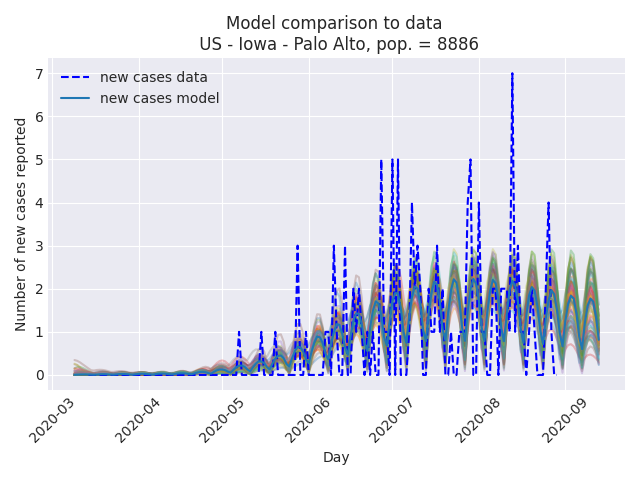 Model comparison to data
US - Iowa - Palo Alto, pop. = 8886
new cases data
new cases model
Number of new cases reported
7
6
5
4
3
2
1
0
2020-03
2020-04
2020-05
2020-06
2020-07
2020-08
2020-09
Day